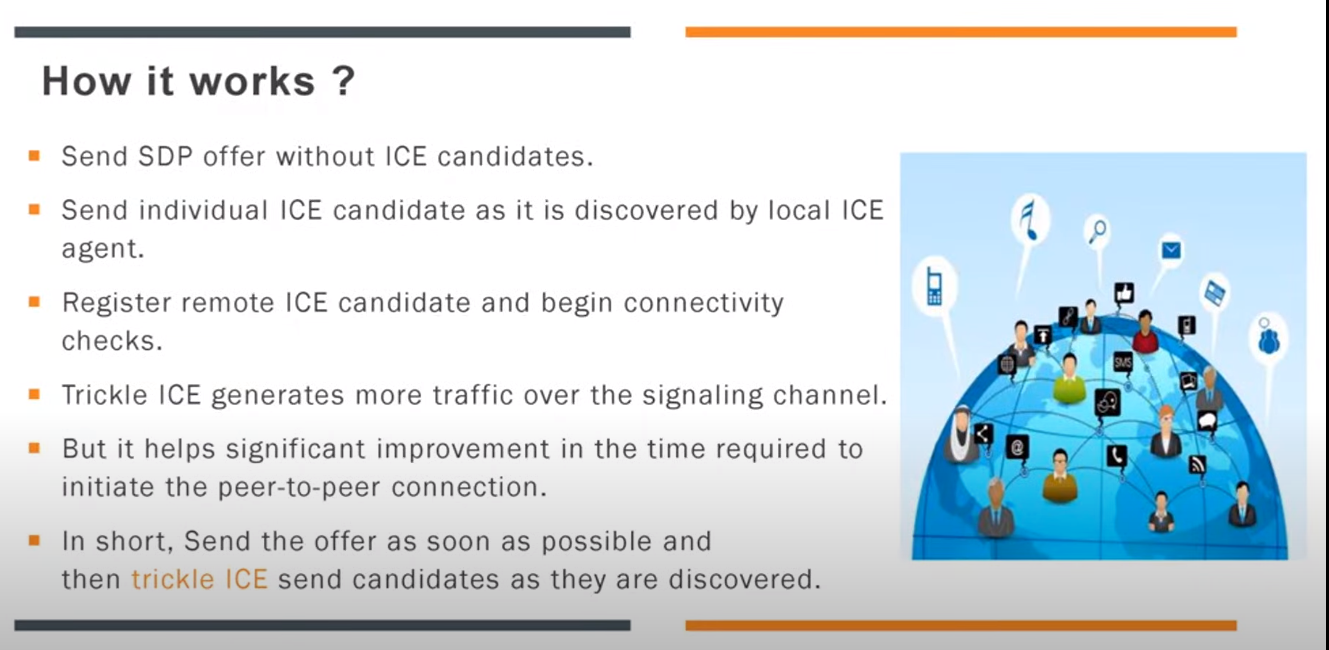 How it works ?
Send SDP offer without ICE candidates.
Send individual ICE candidate as it is discovered by local ICE
agent.
Register remote ICE candidate and begin connectivity
checks.
Trickle ICE generates more traffic over the signaling channel.
But it helps significant improvement in the time required to
initiate the peer-to-peer connection.
In short, Send the offer as soon as possible and
then trickle ICE send candidates as they are discovered.
SMS
@